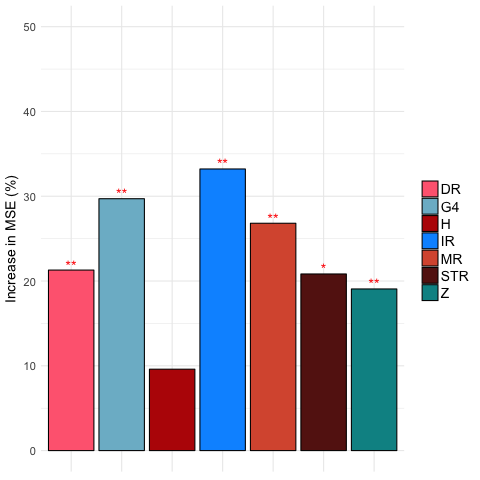 Increase in MSE (%)
50
40
30
20
10
0
**
**
**
**
*
**
DR
G4
H
IR
MR
STR
Z